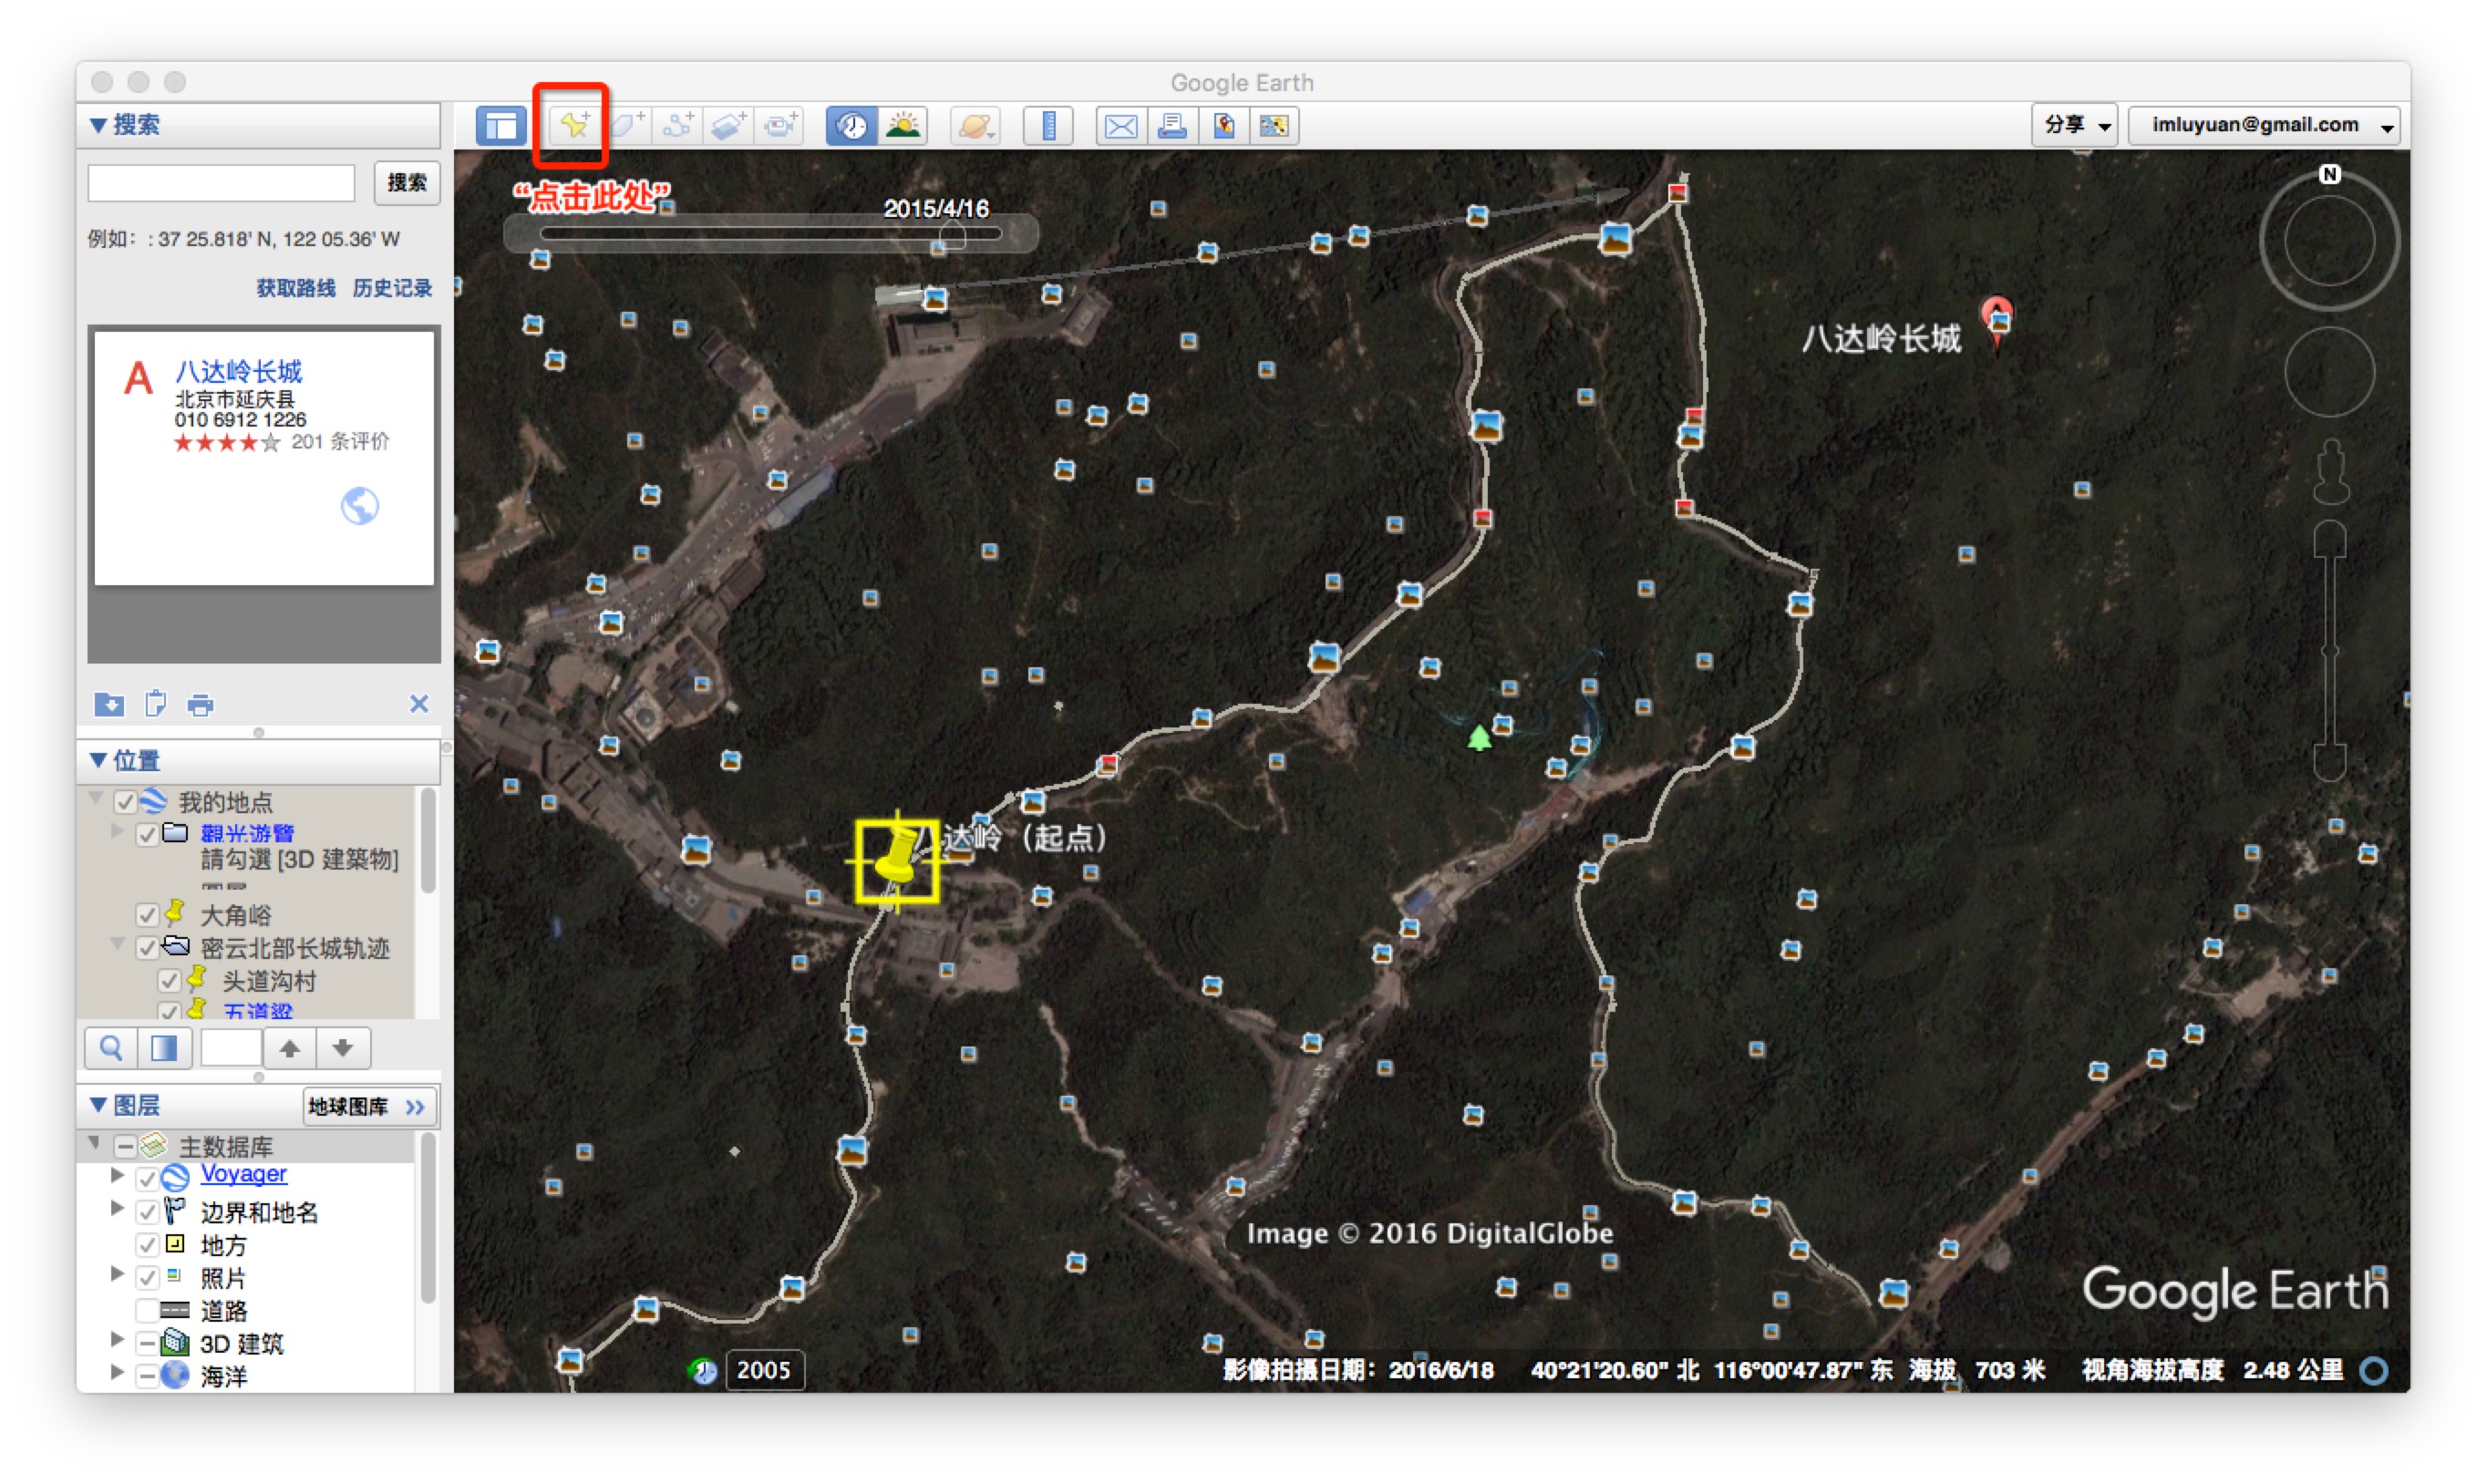 Google Earth
搜索
分享
imluyuan@gmail.com
搜索
"点击此处"
2015/4/16
N
例如: : 37 25.818' N, 122 05.36' W
获取路线 历史记录
A
八达岭长城
北京市延庆县
010 6912 1226
201 条评价
八达岭长城
位置
我的地点
觀光游覽
請勾選 [3D 建築物]
大角峪
密云北部长城轨迹
头道沟村
五道梁
八达岭（起点）
图层
地球图库 >>
主数据库
Voyager
边界和地名
地方
照片
道路
3D 建筑
海洋
Image © 2016 DigitalGlobe
Google Earth
2005
影像拍摄日期: 2016/6/18 40°21'20.60" 北 116°00'47.87" 东 海拔 703 米 视角海拔高度 2.48 公里